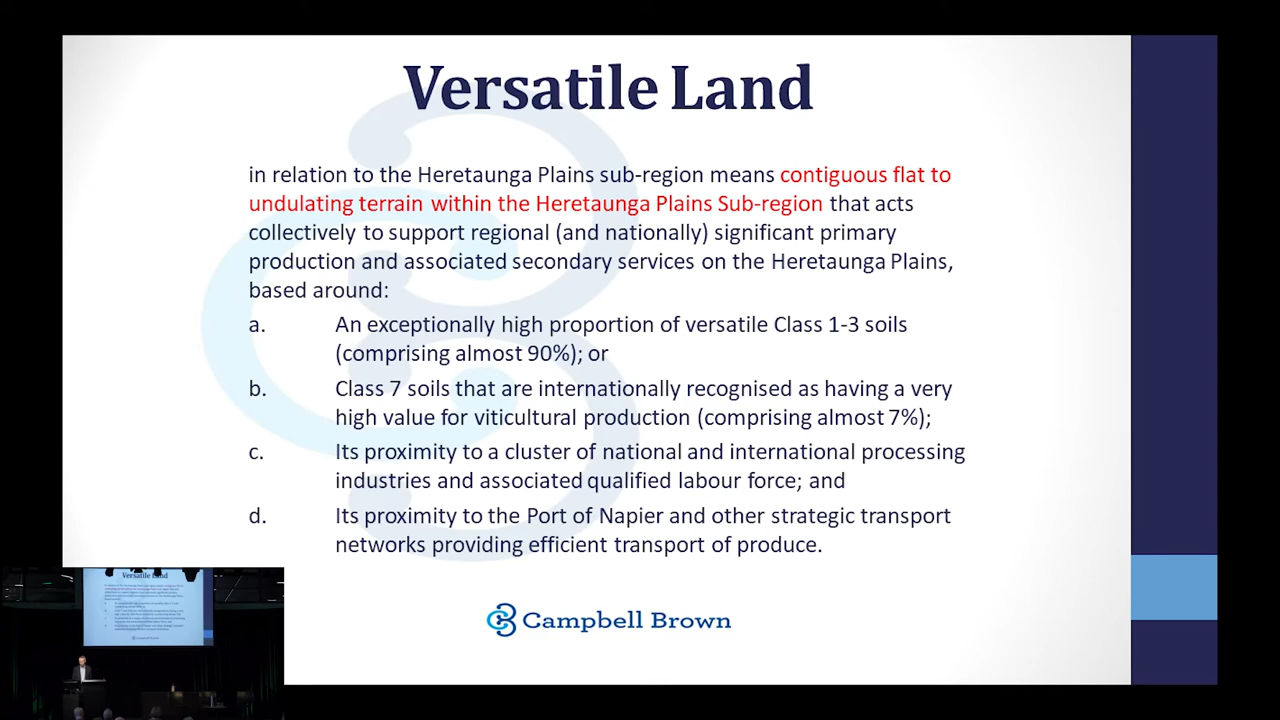 Versatile Land
in relation to the Heretaunga Plains sub-region means contiguous flat to
undulating terrain within the Heretaunga Plains Sub-region that acts
collectively to support regional (and nationally) significant primary
production and associated secondary services on the Heretaunga Plains,
based around:
a. An exceptionally high proportion of versatile Class 1-3 soils
(comprising almost 90%); or
b. Class 7 soils that are internationally recognised as having a very
high value for viticultural production (comprising almost 7%);
c. Its proximity to a cluster of national and international processing
industries and associated qualified labour force; and
d. Its proximity to the Port of Napier and other strategic transport
networks providing efficient transport of produce.
Campbell Brown
Versatile Land
Campbell Brown